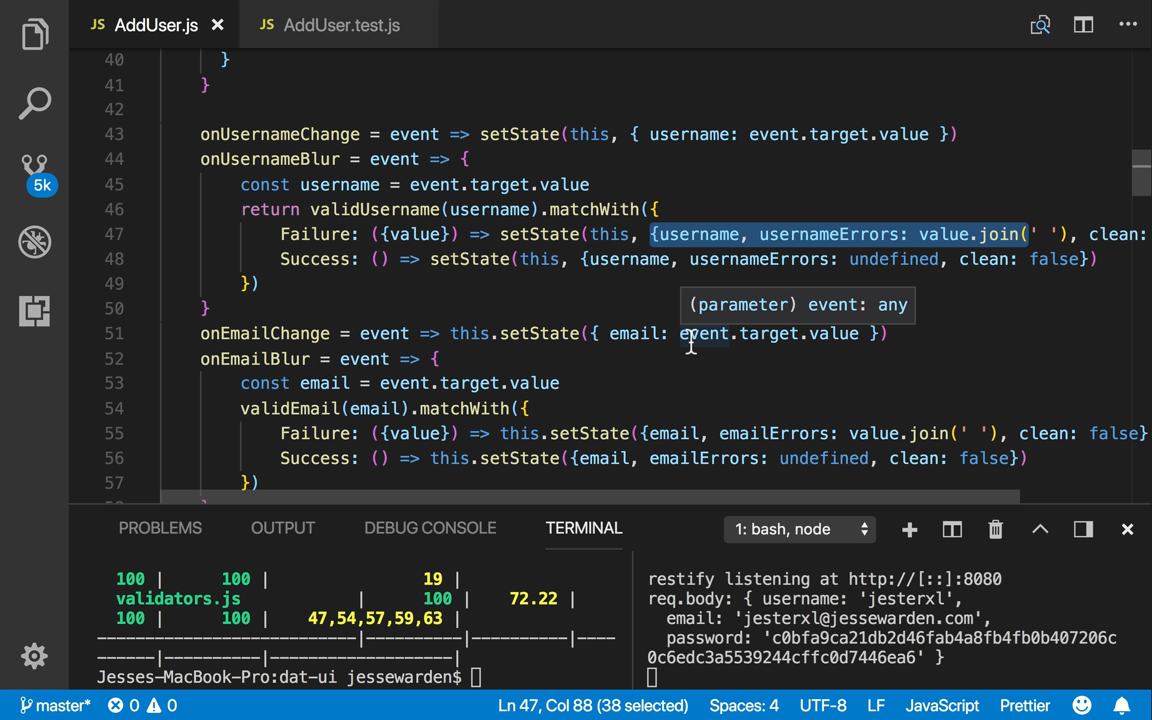 JS AddUser.js × JS AddUser.test.js
40 }
41 }
42
43 onUsernameChange = event => setState(this, { username: event.target.value })
44 onUsernameBlur = event => {
45 const username = event.target.value
46 return validUsername(username).matchWith({
47 Failure: ({value}) => setState(this, {username, usernameErrors: value.join(' '), clean:
48 Success: () => setState(this, {username, usernameErrors: undefined, clean: false})
49 })
50 }
(parameter) event: any
51 onEmailChange = event => this.setState({ email: event.target.value })
52 onEmailBlur = event => {
53 const email = event.target.value
54 validEmail(email).matchWith({
55 Failure: ({value}) => this.setState({email, emailErrors: value.join(' '), clean: false}
56 Success: () => this.setState({email, emailErrors: undefined, clean: false})
57 })
5k
PROBLEMS OUTPUT DEBUG CONSOLE TERMINAL 1: bash, node
100 | 100 | 19 |
validators.js | 100 | 72.22 |
100 | 100 | 47,54,57,59,63 |
--------------------------|----------|----------|----
------|----------|-------------------|
Jesses-MacBook-Pro:dat-ui jessewarden$
restify listening at http://[::]:8080
req.body: { username: 'jesterxl',
email: 'jesterxl@jessewarden.com',
password: 'c0bfa9ca21db2d46fab4a8fb4fb0b407206c
0c6edc3a5539244cffc0d7446ea6' }
master* 0 0 Ln 47, Col 88 (38 selected) Spaces: 4 UTF-8 LF JavaScript Prettier